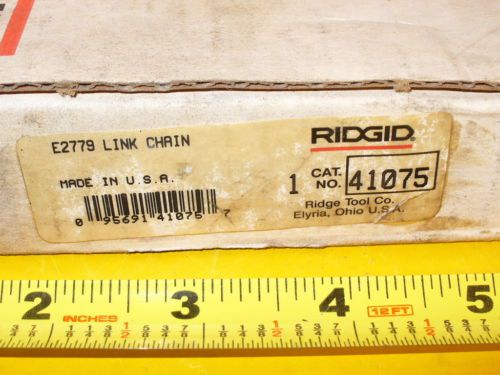 E2779 LINK CHAIN
MADE IN U.S.A.
0 95691 41075 7
RIDGID
1 CAT. NO. 41075
Ridge Tool Co.
Elyria, Ohio U.S.A.
2 INCHES 3 4 12FT 5